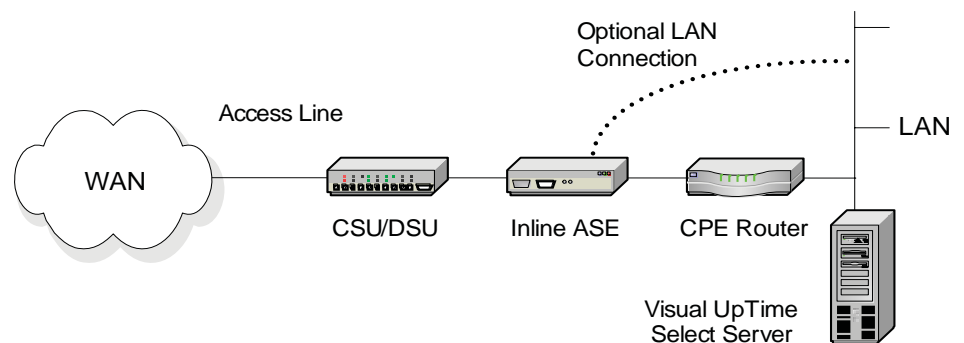 Optional LAN
Connection
Access Line
LAN
WAN
CSU/DSU
Inline ASE
CPE Router
Visual UpTime
Select Server